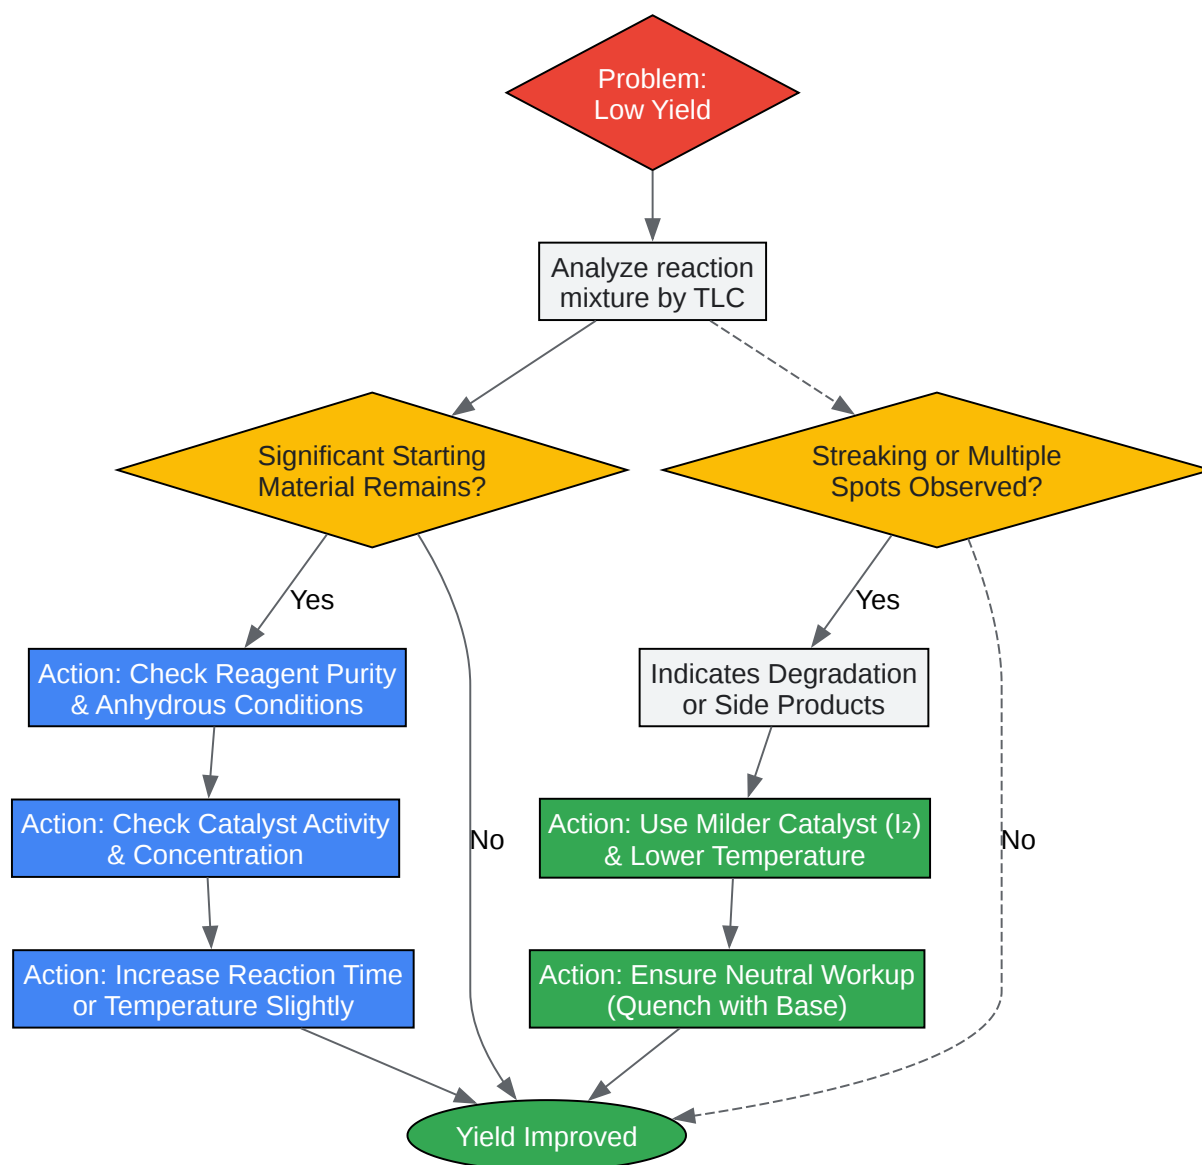 Problem:
Low Yield
Analyze reaction
mixture by TLC
Significant Starting
Material Remains?
Streaking or Multiple
Spots Observed?
Yes
Yes
Action: Check Reagent Purity
& Anhydrous Conditions
Indicates Degradation
or Side Products
Action: Check Catalyst Activity
& Concentration
No
Action: Use Milder Catalyst (I₂)
& Lower Temperature
No
Action: Increase Reaction Time
or Temperature Slightly
Action: Ensure Neutral Workup
(Quench with Base)
Yield Improved